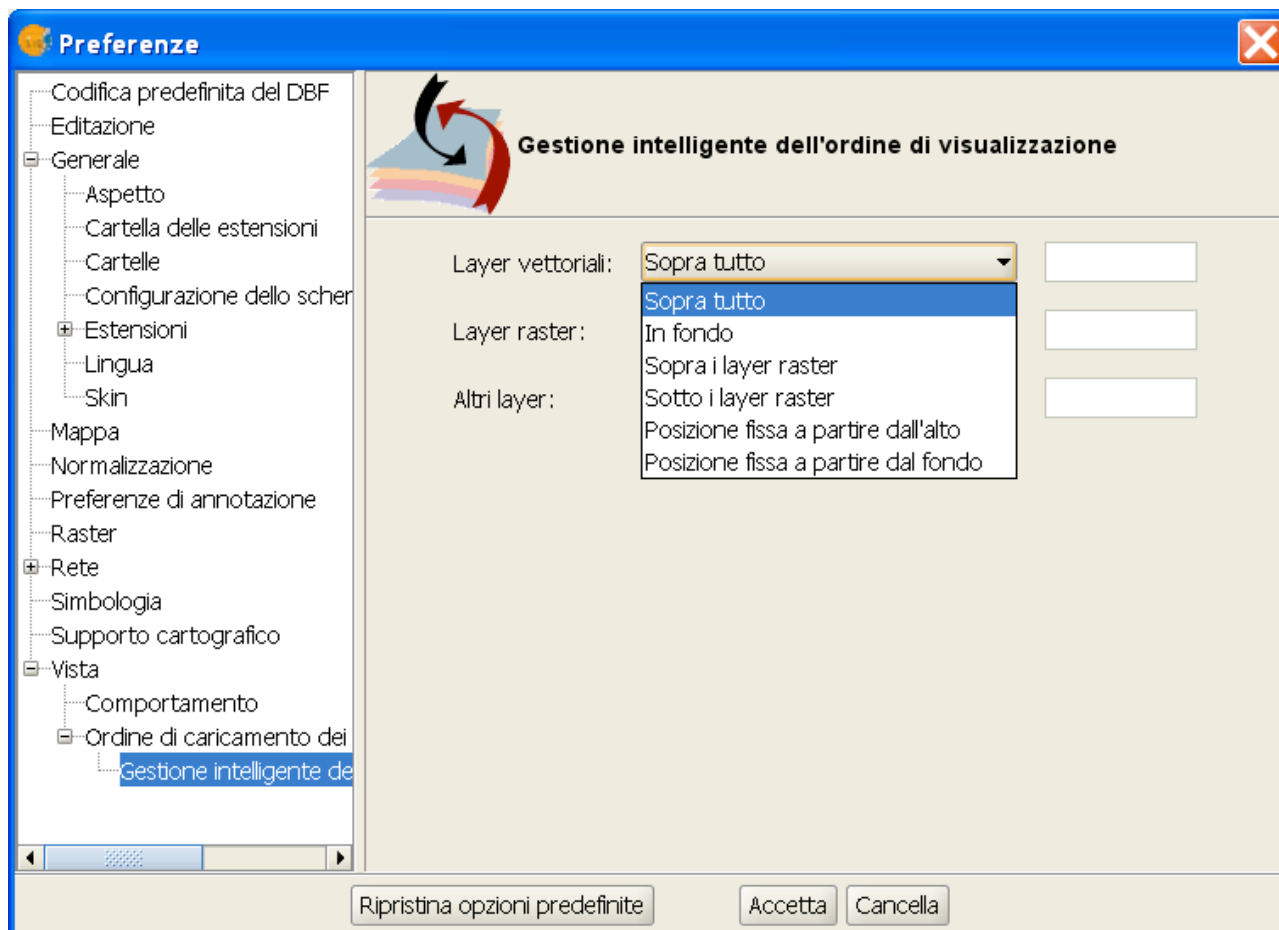 Preferenze
Codifica predefinita del DBF
Editazione
Generale
Aspetto
Cartella delle estensioni
Cartelle
Configurazione dello scher
Estensioni
Lingua
Skin
Mappa
Normalizzazione
Preferenze di annotazione
Raster
Rete
Simbologia
Supporto cartografico
Vista
Comportamento
Ordine di caricamento dei
Gestione intelligente de
Gestione intelligente dell'ordine di visualizzazione
Layer vettoriali: Sopra tutto
Sopra tutto
In fondo
Sopra i layer raster
Sotto i layer raster
Posizione fissa a partire dall'alto
Posizione fissa a partire dal fondo
Layer raster:
Altri layer:
Ripristina opzioni predefinite Accetta Cancella